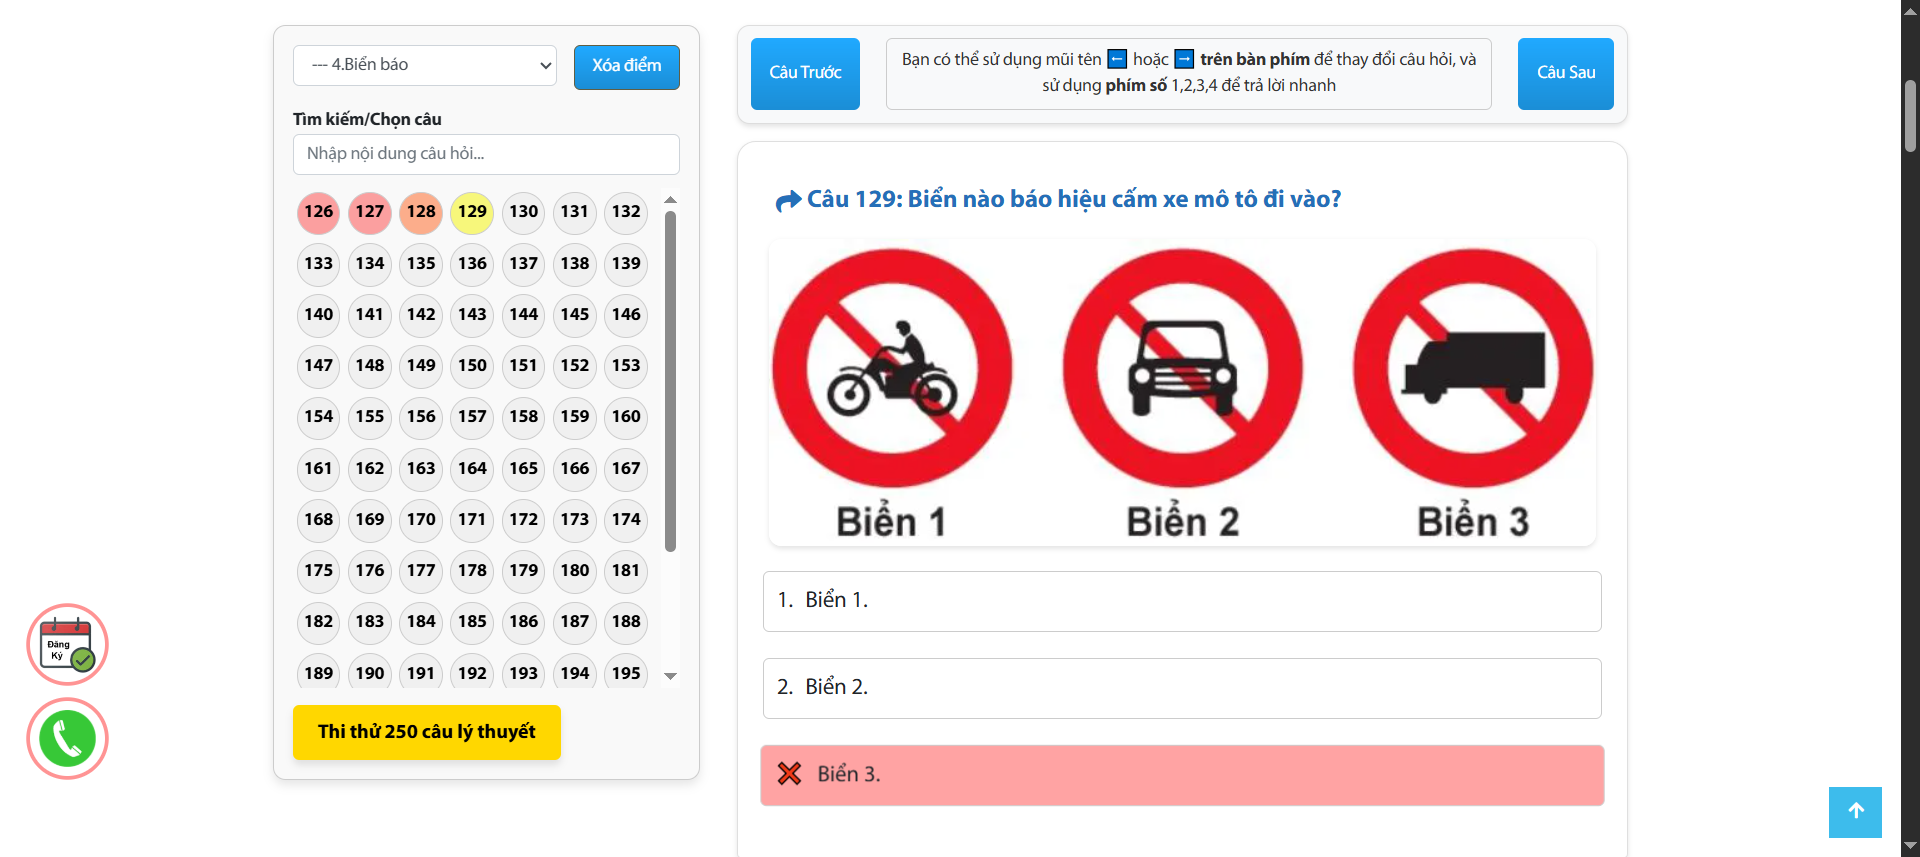 --- 4.Biển báo
Xóa điểm
Tìm kiếm/Chọn câu
Nhập nội dung câu hỏi...
126 127 128 129 130 131 132
133 134 135 136 137 138 139
140 141 142 143 144 145 146
147 148 149 150 151 152 153
154 155 156 157 158 159 160
161 162 163 164 165 166 167
168 169 170 171 172 173 174
175 176 177 178 179 180 181
182 183 184 185 186 187 188
189 190 191 192 193 194 195
Thi thử 250 câu lý thuyết
Đăng
Ký
Câu Trước
Bạn có thể sử dụng mũi tên ← hoặc → trên bàn phím để thay đổi câu hỏi, và
sử dụng phím số 1,2,3,4 để trả lời nhanh
Câu Sau
Câu 129: Biển nào báo hiệu cấm xe mô tô đi vào?
Biển 1 Biển 2 Biển 3
1. Biển 1.
2. Biển 2.
Biển 3.